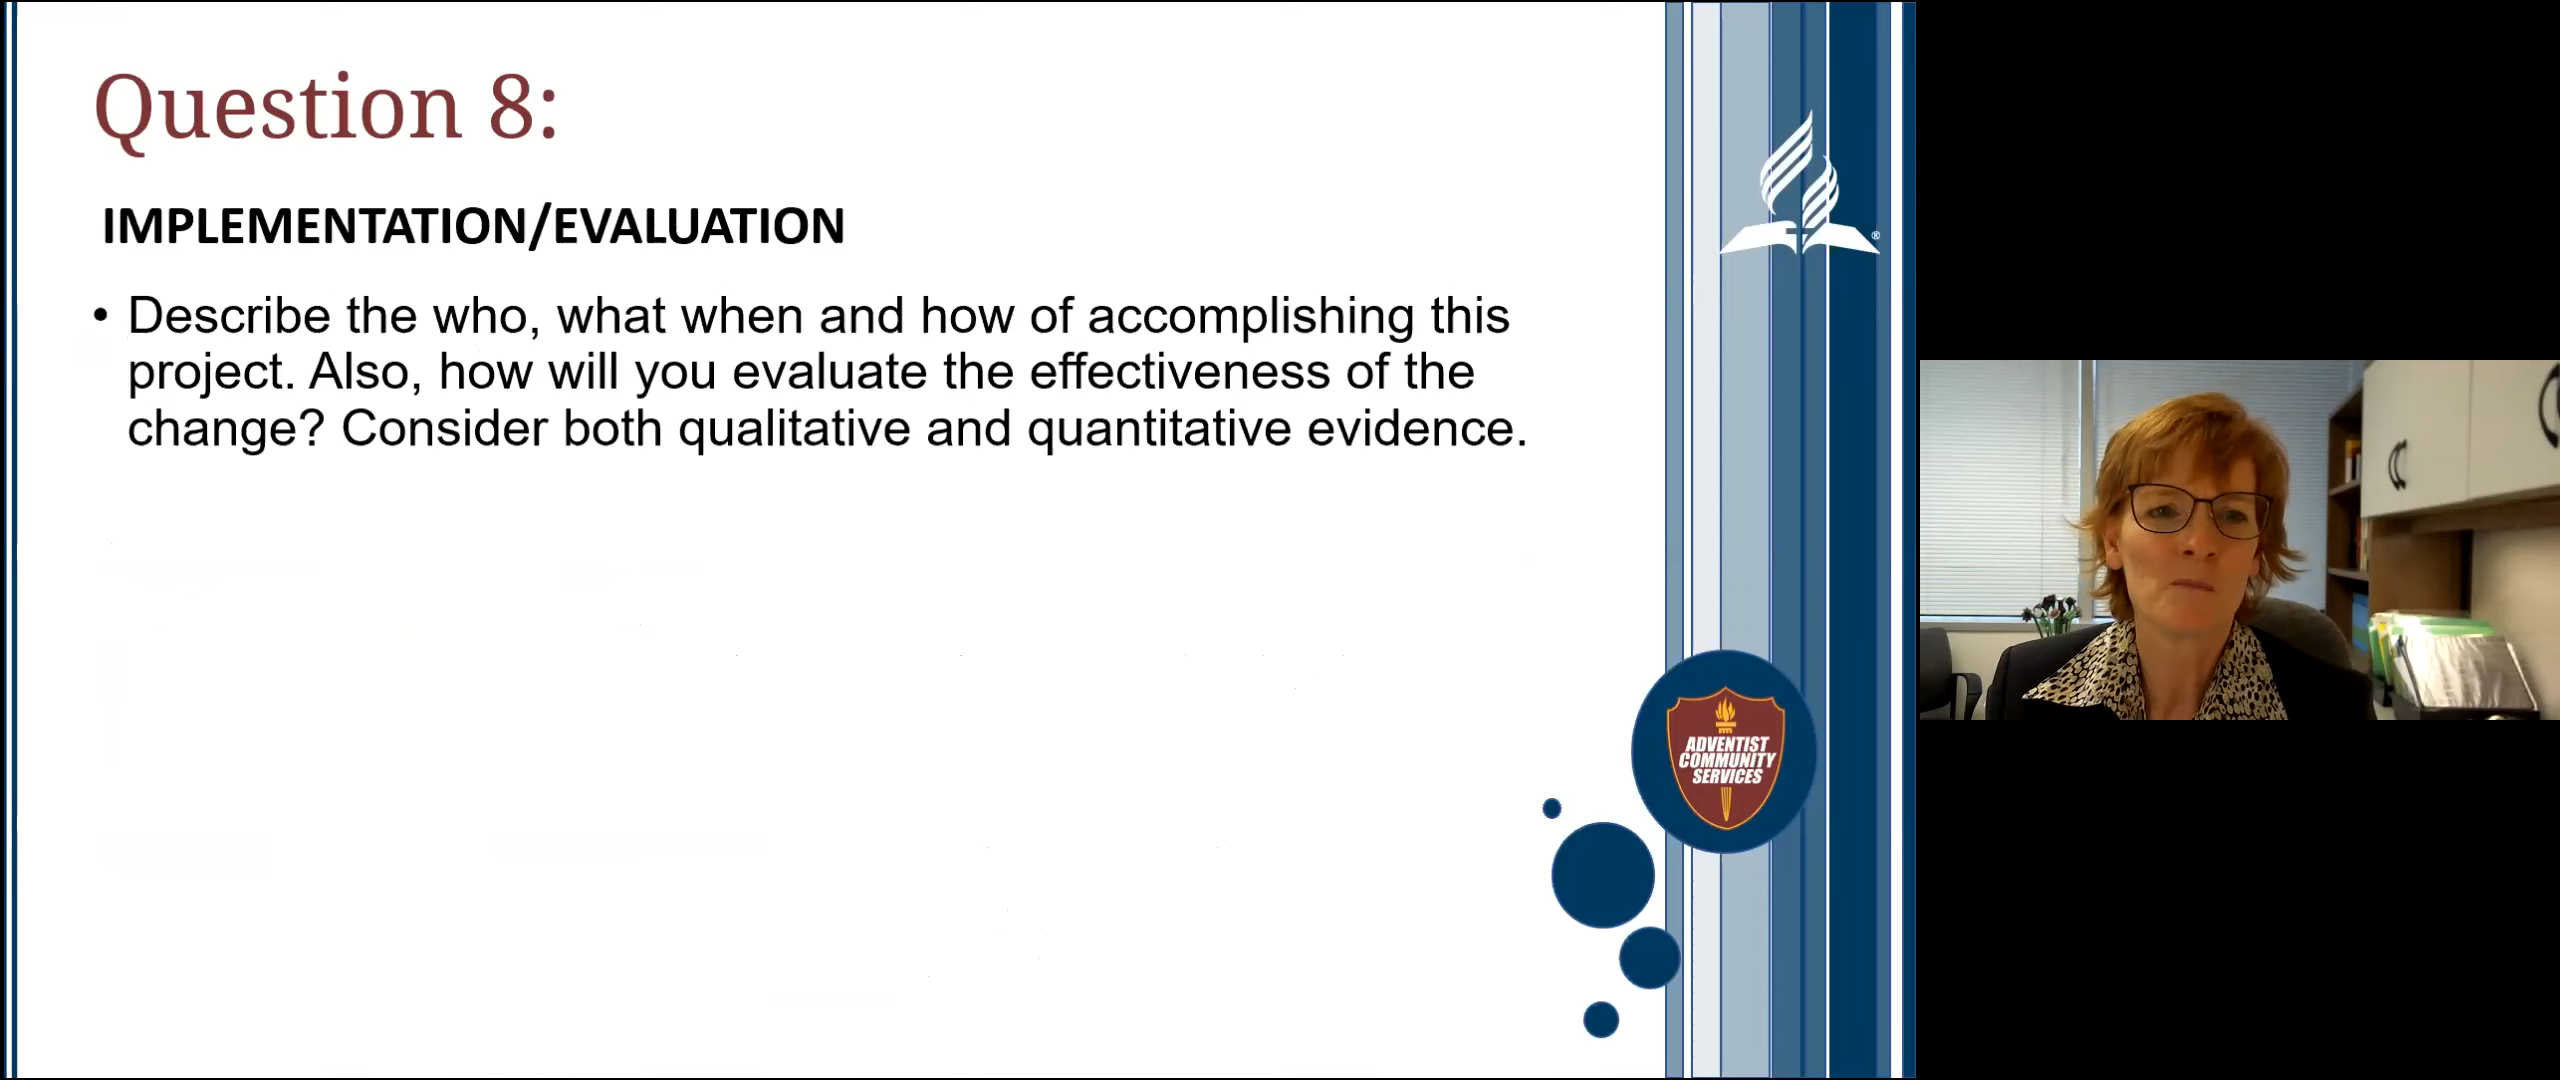 Question 8:
IMPLEMENTATION/EVALUATION
• Describe the who, what when and how of accomplishing this
project. Also, how will you evaluate the effectiveness of the
change? Consider both qualitative and quantitative evidence.
®
ADVENTIST
COMMUNITY
SERVICES